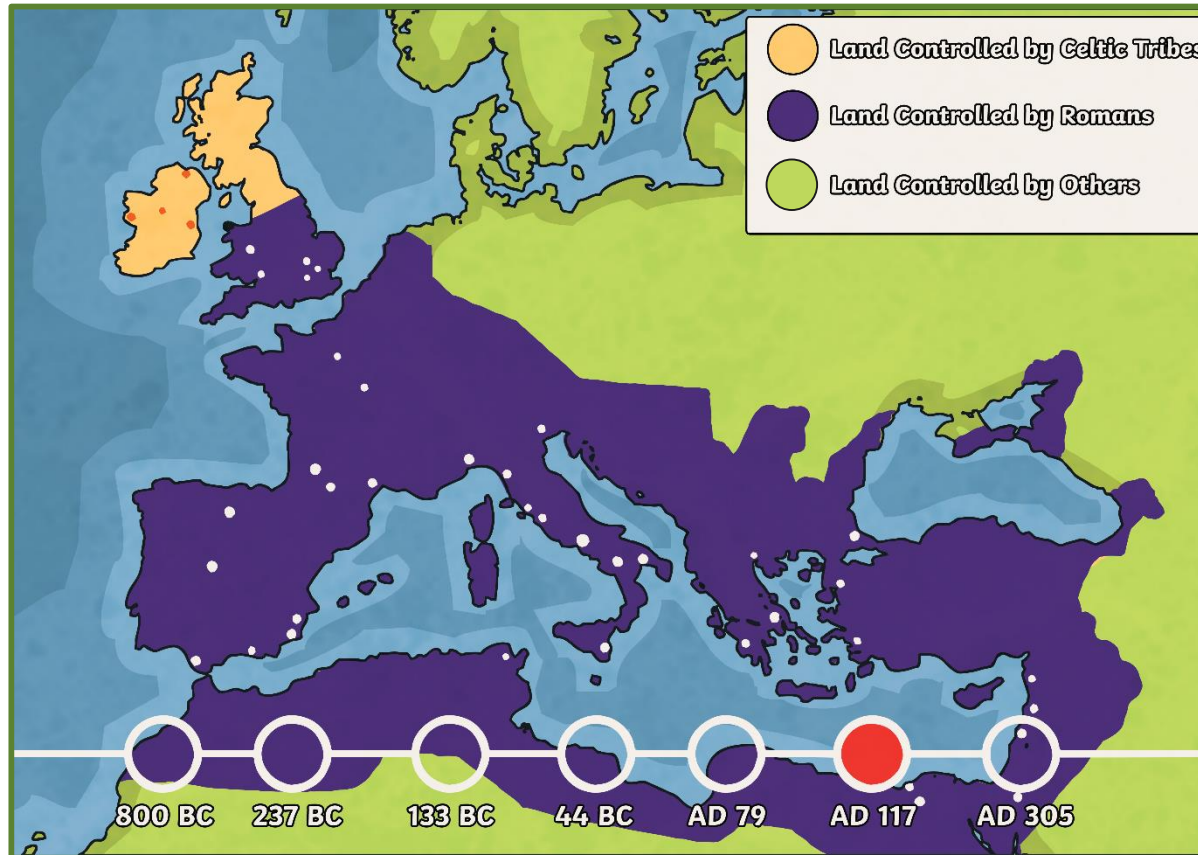 Land Controlled by Celtic Tribes
Land Controlled by Romans
Land Controlled by Others
800 BC
237 BC
133 BC
44 BC
AD 79
AD 117
AD 305